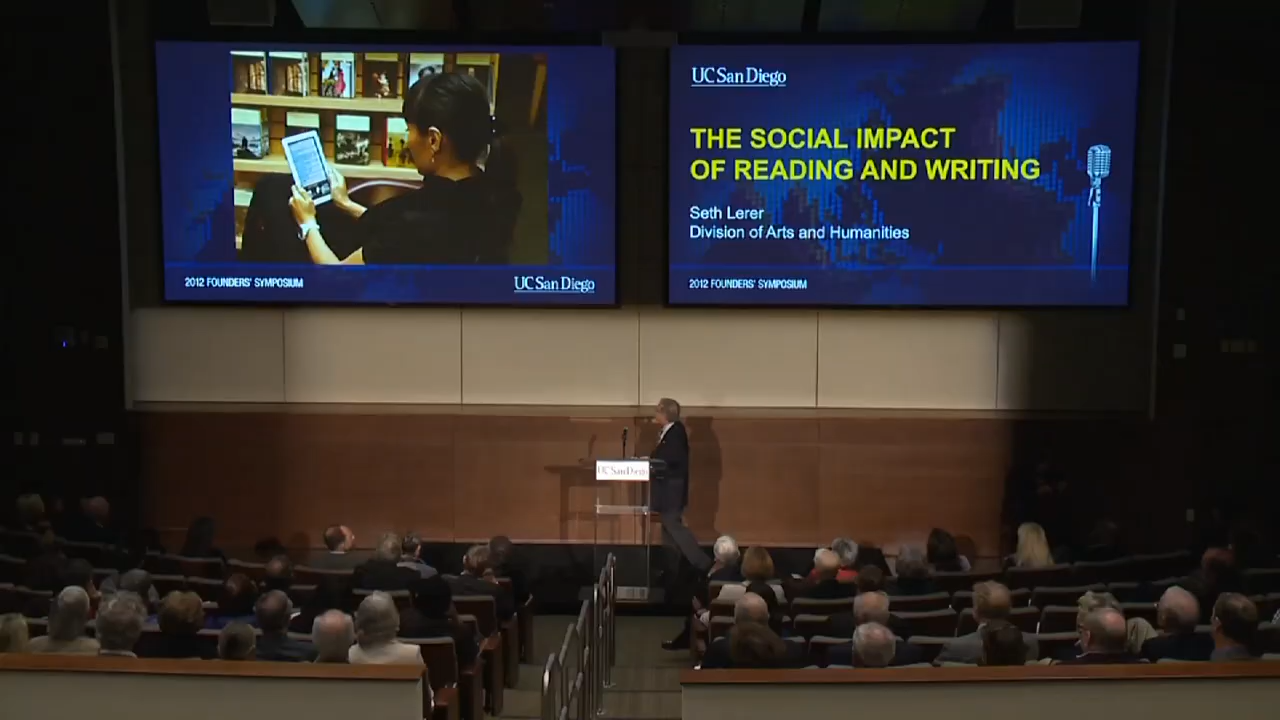 2012 FOUNDERS' SYMPOSIUM
UC San Diego
UC San Diego
THE SOCIAL IMPACT
OF READING AND WRITING
Seth Lerer
Division of Arts and Humanities
2012 FOUNDERS' SYMPOSIUM
UC San Diego